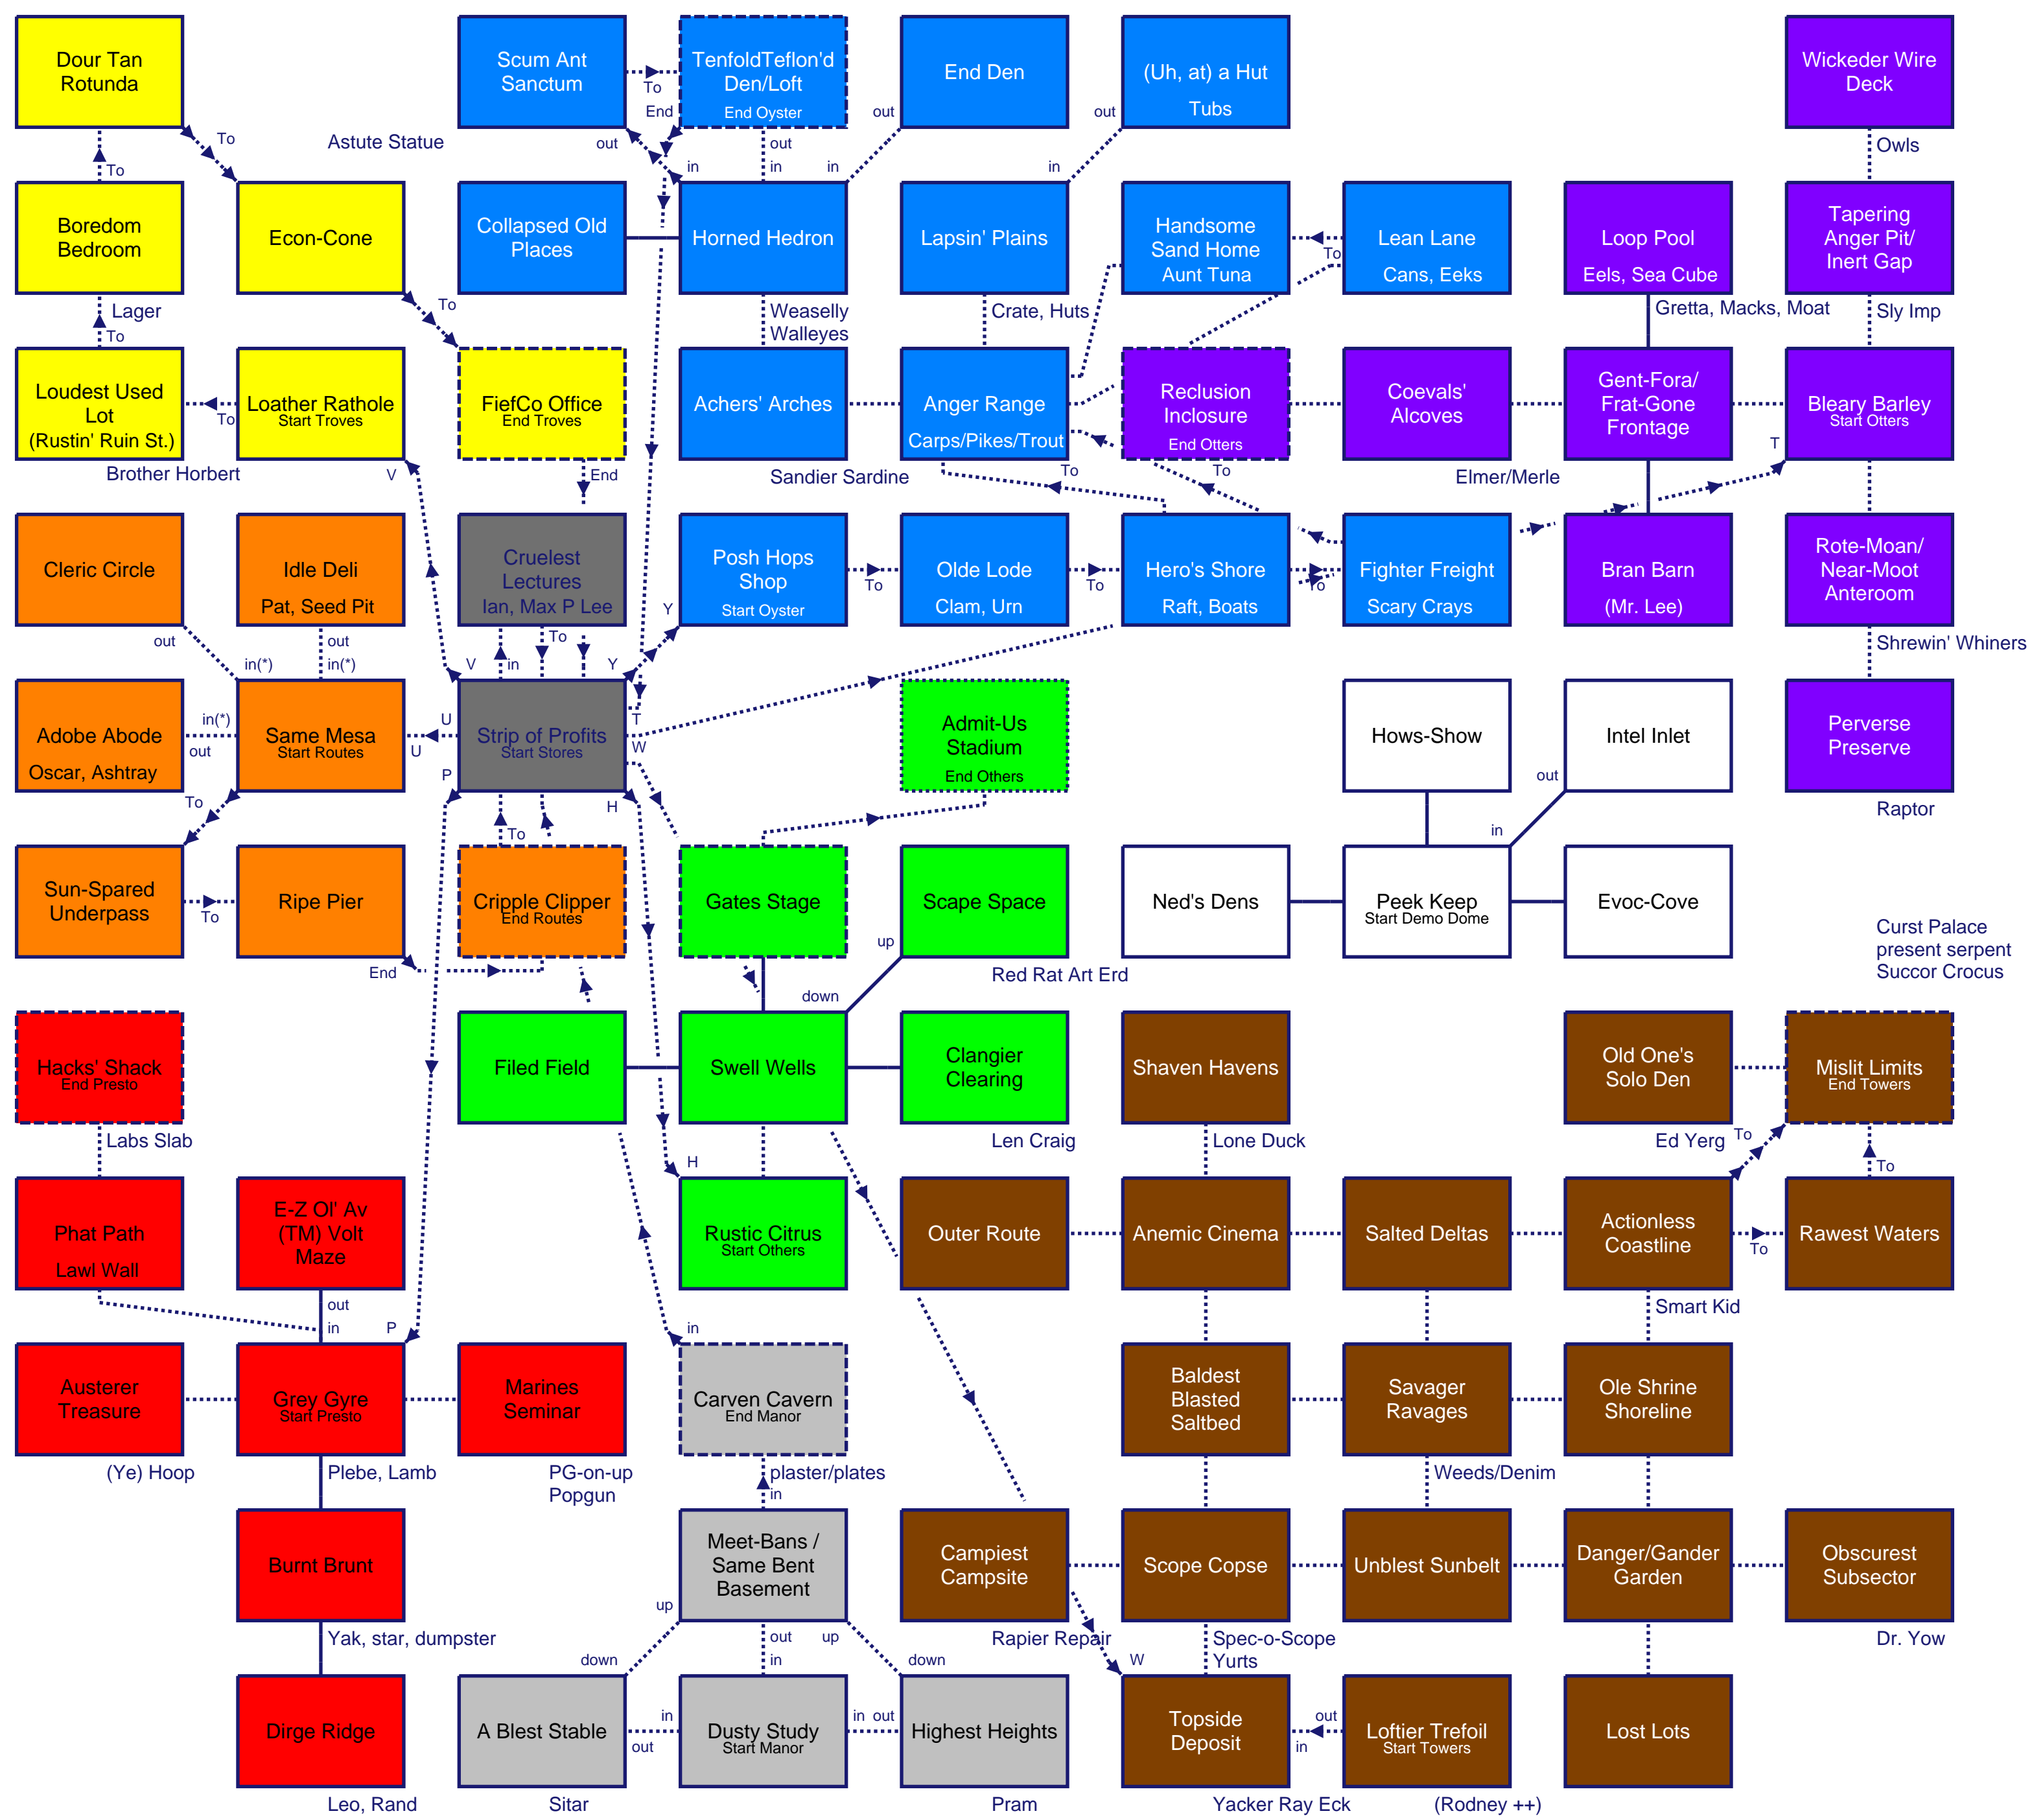 Dour Tan
Rotunda
Scum Ant
Sanctum
To
TenfoldTeflon'd
Den/Loft
End Oyster
End Den
(Uh, at) a Hut
Tubs
Wickeder Wire
Deck
To
Astute Statue
out
End
out
in
in
out
in
out
in
Owls
To
Boredom
Bedroom
Econ-Cone
Collapsed Old
Places
Horned Hedron
Lapsin' Plains
Handsome
Sand Home
Aunt Tuna
To
Lean Lane
Cans, Eeks
Loop Pool
Eels, Sea Cube
Tapering
Anger Pit/
Inert Gap
Lager
To
To
Weaselly
Walleyes
Crate, Huts
Gretta, Macks, Moat
Sly Imp
Loudest Used
Lot
(Rustin' Ruin St.)
To
Loather Rathole
Start Troves
FiefCo Office
End Troves
Achers' Arches
Anger Range
Carps/Pikes/Trout
Reclusion
Inclosure
End Otters
Coevals'
Alcoves
Gent-Fora/
Frat-Gone
Frontage
Bleary Barley
Start Otters
T
Brother Horbert
V
End
Sandier Sardine
To
To
Elmer/Merle
Cleric Circle
Idle Deli
Pat, Seed Pit
Cruelest
Lectures
Ian, Max P Lee
Posh Hops
Shop
Start Oyster
To
Olde Lode
Clam, Urn
To
Hero's Shore
Raft, Boats
To
Fighter Freight
Scary Crays
Bran Barn
(Mr. Lee)
Rote-Moan/
Near-Moot
Anteroom
out
in(*)
out
in(*)
V
in
To
Y
Y
Shrewin' Whiners
Adobe Abode
Oscar, Ashtray
in(*)
out
Same Mesa
Start Routes
U
U
Strip of Profits
Start Stores
T
W
Admit-Us
Stadium
End Others
Hows-Show
Intel Inlet
Perverse
Preserve
To
P
To
H
out
in
Raptor
Sun-Spared
Underpass
To
Ripe Pier
Cripple Clipper
End Routes
Gates Stage
Scape Space
Ned's Dens
Peek Keep
Start Demo Dome
Evoc-Cove
Curst Palace
present serpent
Succor Crocus
End
up
down
Red Rat Art Erd
Hacks' Shack
End Presto
Filed Field
Swell Wells
Clangier
Clearing
Shaven Havens
Old One's
Solo Den
Mislit Limits
End Towers
Labs Slab
H
Len Craig
Lone Duck
Ed Yerg
To
To
Phat Path
Lawl Wall
E-Z Ol' Av
(TM) Volt
Maze
Rustic Citrus
Start Others
Outer Route
Anemic Cinema
Salted Deltas
Actionless
Coastline
To
Rawest Waters
out
in
P
in
Smart Kid
Austerer
Treasure
Grey Gyre
Start Presto
Marines
Seminar
Carven Cavern
End Manor
Baldest
Blasted
Saltbed
Savager
Ravages
Ole Shrine
Shoreline
(Ye) Hoop
Plebe, Lamb
PG-on-up
Popgun
plaster/plates
in
Weeds/Denim
Burnt Brunt
Meet-Bans /
Same Bent
Basement
Campiest
Campsite
Scope Copse
Unblest Sunbelt
Danger/Gander
Garden
Obscurest
Subsector
Yak, star, dumpster
up
down
out
in
up
down
Rapier Repair
W
Spec-o-Scope
Yurts
Dr. Yow
Dirge Ridge
A Blest Stable
in
out
Dusty Study
Start Manor
in
out
Highest Heights
Topside
Deposit
out
in
Loftier Trefoil
Start Towers
Lost Lots
Leo, Rand
Sitar
Pram
Yacker Ray Eck
(Rodney ++)